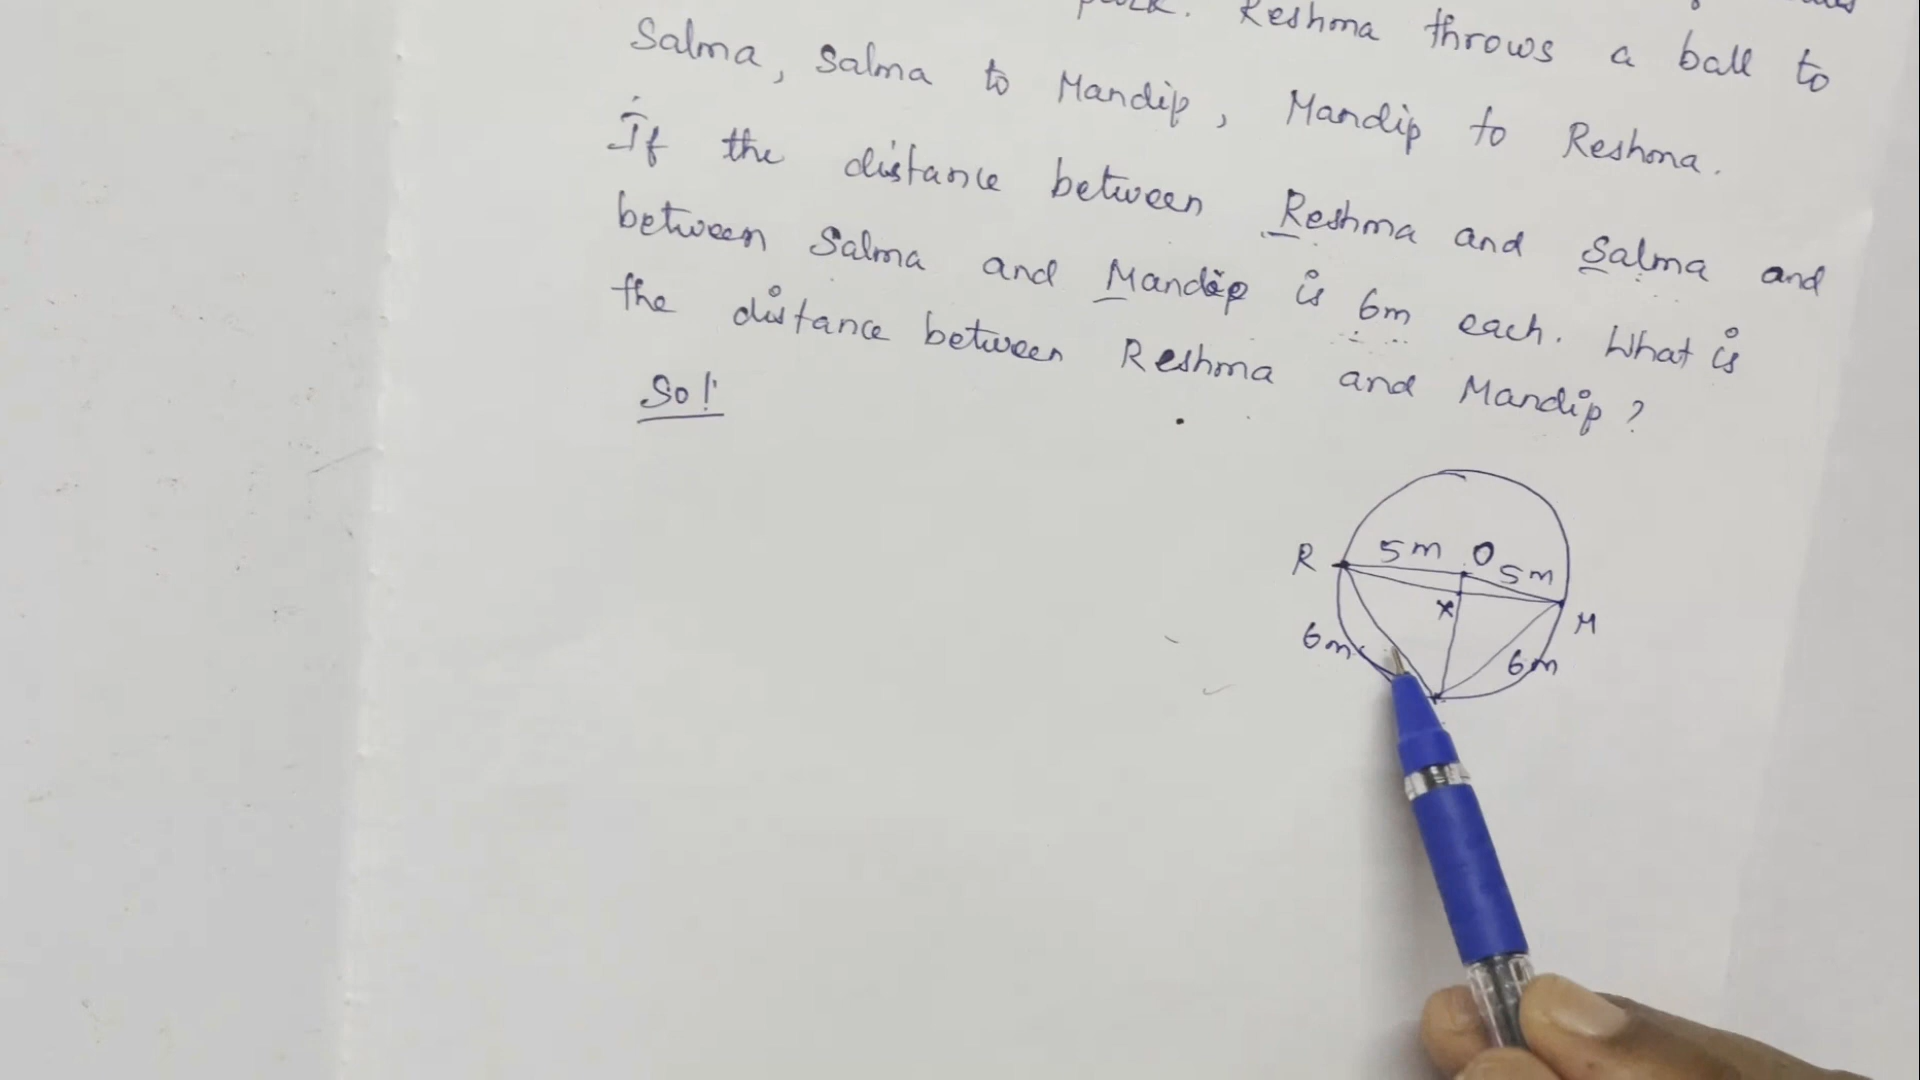 park. Reshma throws a ball to
Salma, Salma to Mandip, Mandip to Reshma.
If the distance between Reshma and Salma and
between Salma and Mandip is 6m each. What is
the distance between Reshma and Mandip?
Sol
R 5m O 5m
x M
6m 6m